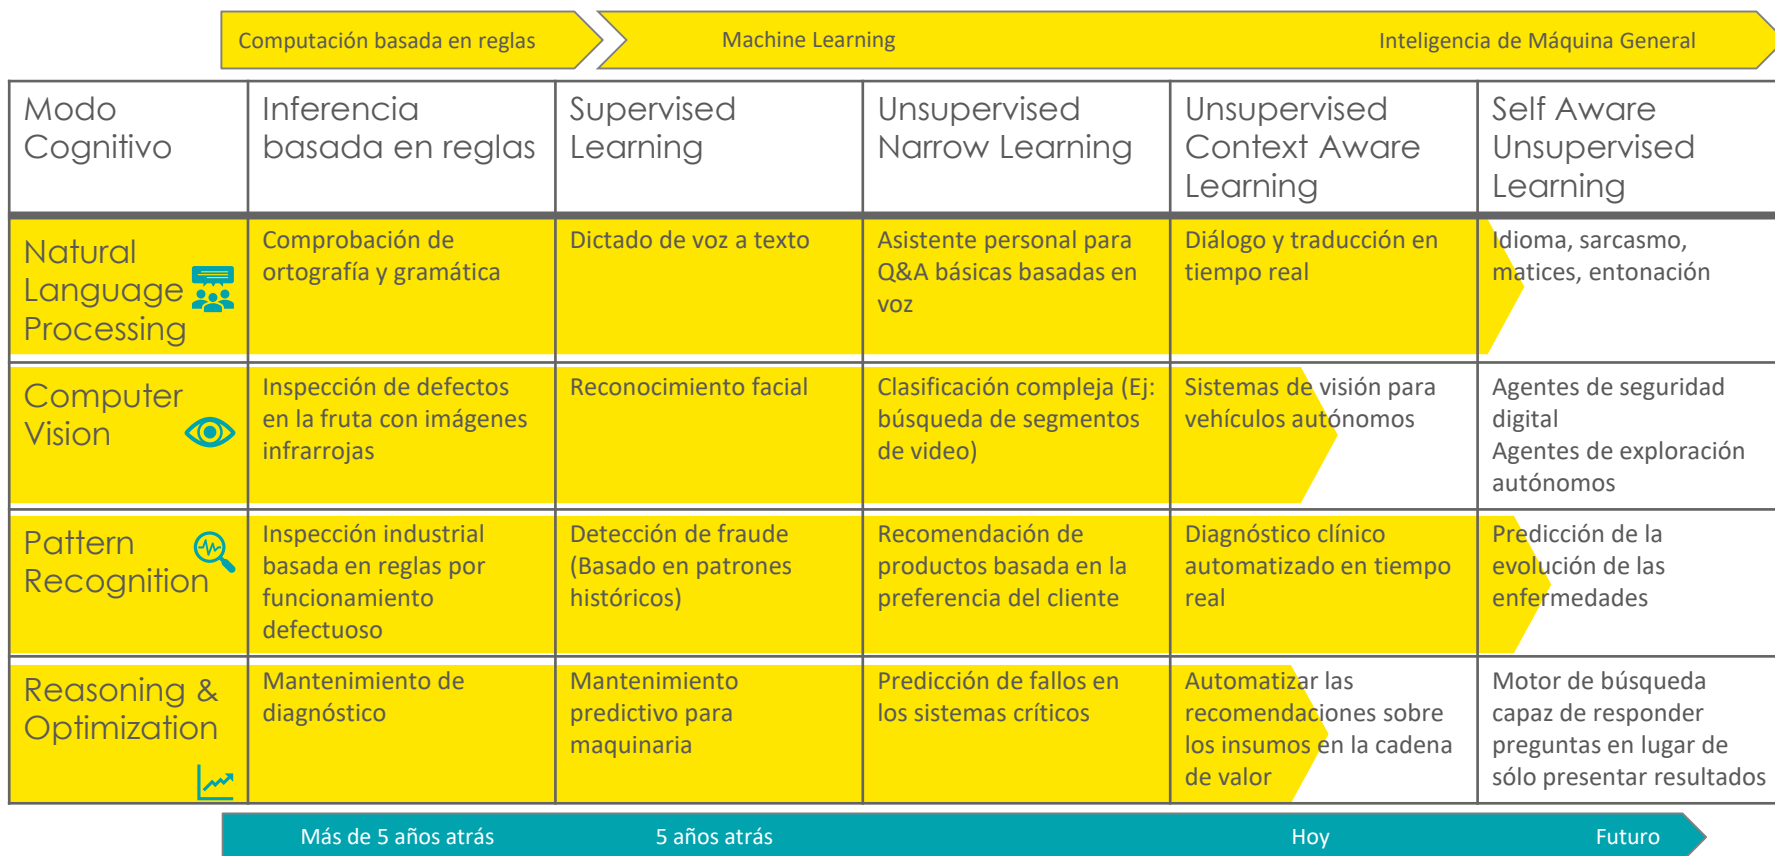 Computación basada en reglas
Machine Learning
Inteligencia de Máquina General
Modo
Cognitivo
Inferencia
basada en reglas
Supervised
Learning
Unsupervised
Narrow Learning
Unsupervised
Context Aware
Learning
Self Aware
Unsupervised
Learning
Natural
Language
Processing
Comprobación de
ortografía y gramática
Dictado de voz a texto
Asistente personal para
Q&A básicas basadas en
voz
Diálogo y traducción en
tiempo real
Idioma, sarcasmo,
matices, entonación
Computer
Vision
Inspección de defectos
en la fruta con imágenes
infrarrojas
Reconocimiento facial
Clasificación compleja (Ej:
búsqueda de segmentos
de video)
Sistemas de visión para
vehículos autónomos
Agentes de seguridad
digital
Agentes de exploración
autónomos
Pattern
Recognition
Inspección industrial
basada en reglas por
funcionamiento
defectuoso
Detección de fraude
(Basado en patrones
históricos)
Recomendación de
productos basada en la
preferencia del cliente
Diagnóstico clínico
automatizado en tiempo
real
Predicción de la
evolución de las
enfermedades
Reasoning &
Optimization
Mantenimiento de
diagnóstico
Mantenimiento
predictivo para
maquinaria
Predicción de fallos en
los sistemas críticos
Automatizar las
recomendaciones sobre
los insumos en la cadena
de valor
Motor de búsqueda
capaz de responder
preguntas en lugar de
sólo presentar resultados
Más de 5 años atrás
5 años atrás
Hoy
Futuro